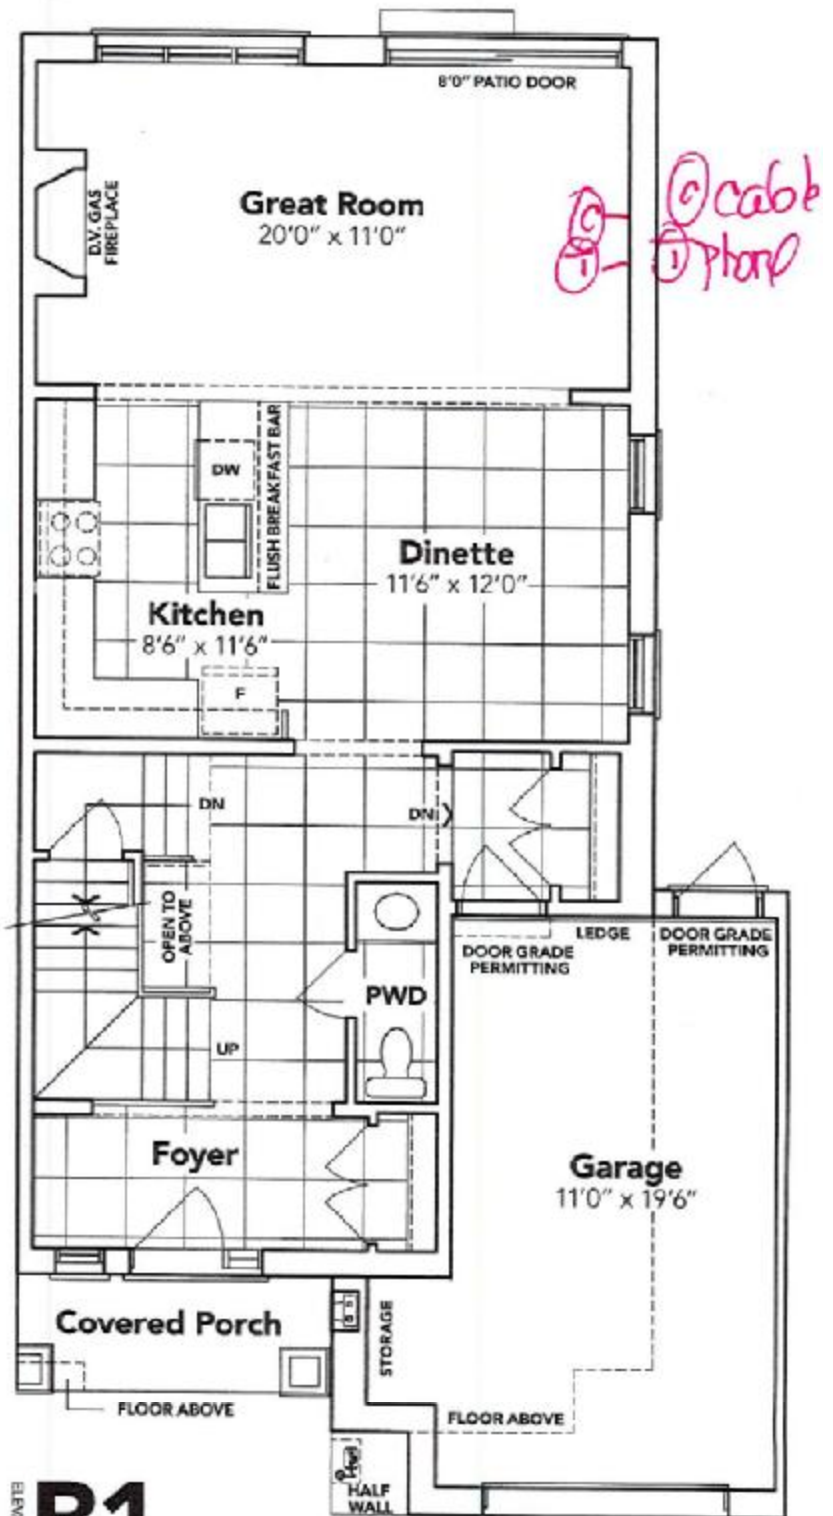 8'0" PATIO DOOR
Great Room
20'0" x 11'0"
D.V. GAS
FIREPLACE
C
C cable
T
T phone
DW
FLUSH BREAKFAST BAR
Dinette
11'6" x 12'0"
Kitchen
8'6" x 11'6"
F
DN
DN
OPEN TO
ABOVE
LEDGE
DOOR GRADE
PERMITTING
DOOR GRADE
PERMITTING
PWD
UP
Foyer
Garage
11'0" x 19'6"
Covered Porch
STORAGE
FLOOR ABOVE
FLOOR ABOVE
HALF
WALL
B1